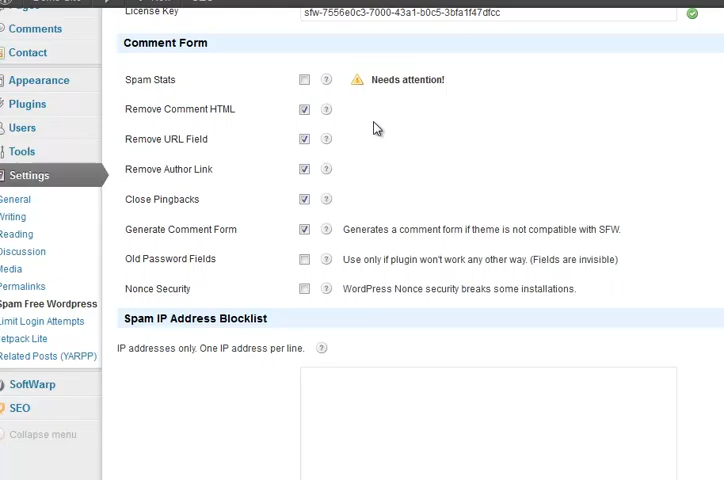 License Key
sfw-7556e0c3-7000-43a1-b0c5-3bfa1f47dfcc
Comments
Comment Form
Contact
Appearance
Spam Stats
Needs attention!
Plugins
Remove Comment HTML
Users
Remove URL Field
Tools
Remove Author Link
Settings
General
Close Pingbacks
Writing
Generate Comment Form
Generates a comment form if theme is not compatible with SFW.
Reading
Discussion
Old Password Fields
Use only if plugin won't work any other way. (Fields are invisible)
Media
Permalinks
Nonce Security
WordPress Nonce security breaks some installations.
Spam Free Wordpress
Limit Login Attempts
Spam IP Address Blocklist
Jetpack Lite
IP addresses only. One IP address per line.
Related Posts (YARPP)
SoftWarp
SEO
Collapse menu